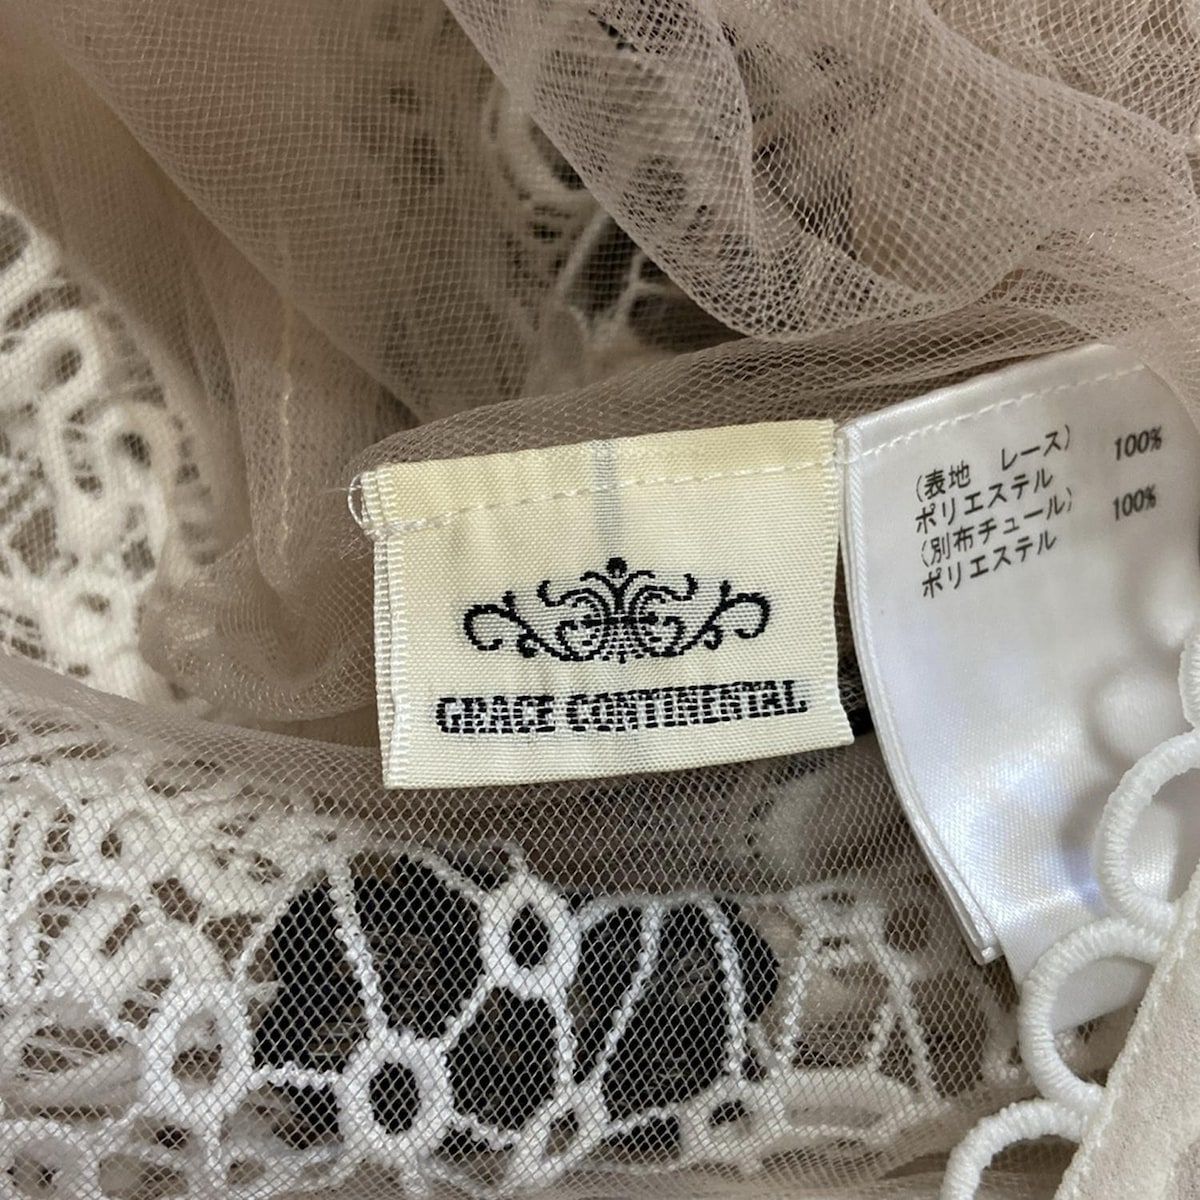 GRACE CONTINENTAL
(表地　レース)
ポリエステル 100%
(別布チュール)
ポリエステル 100%